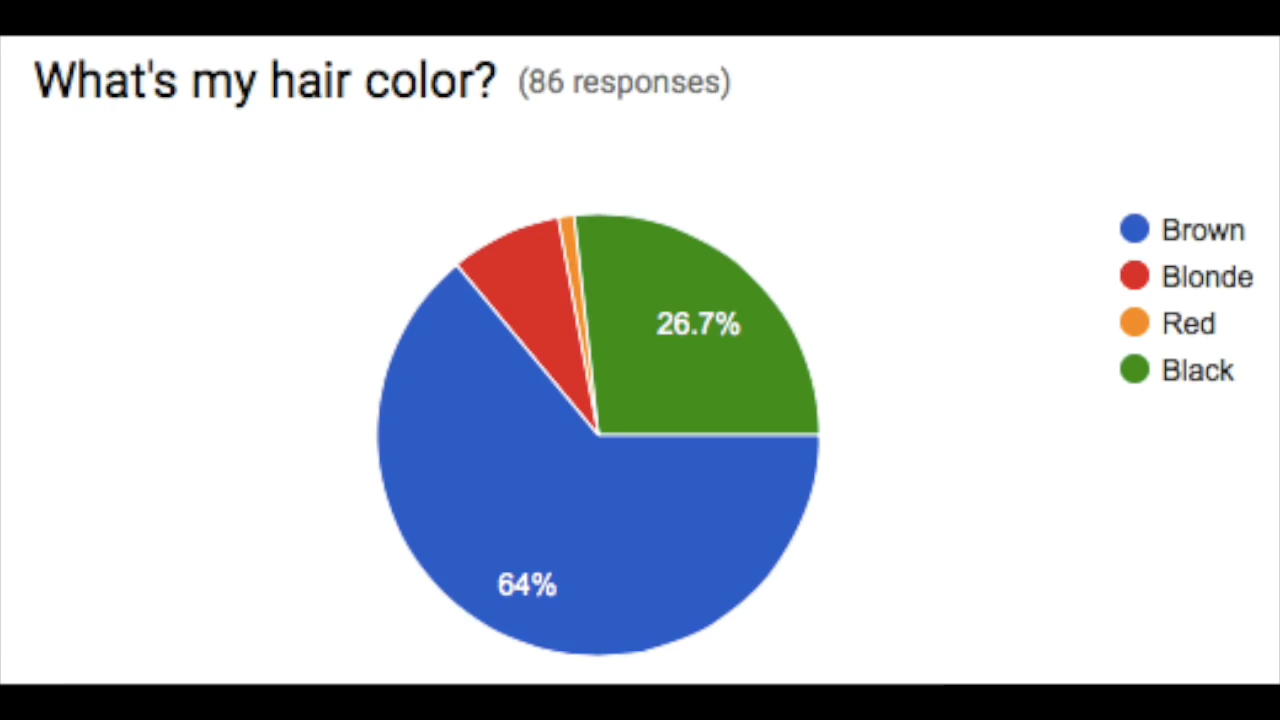 What's my hair color? (86 responses)
Brown
Blonde
Red
Black
26.7%
64%